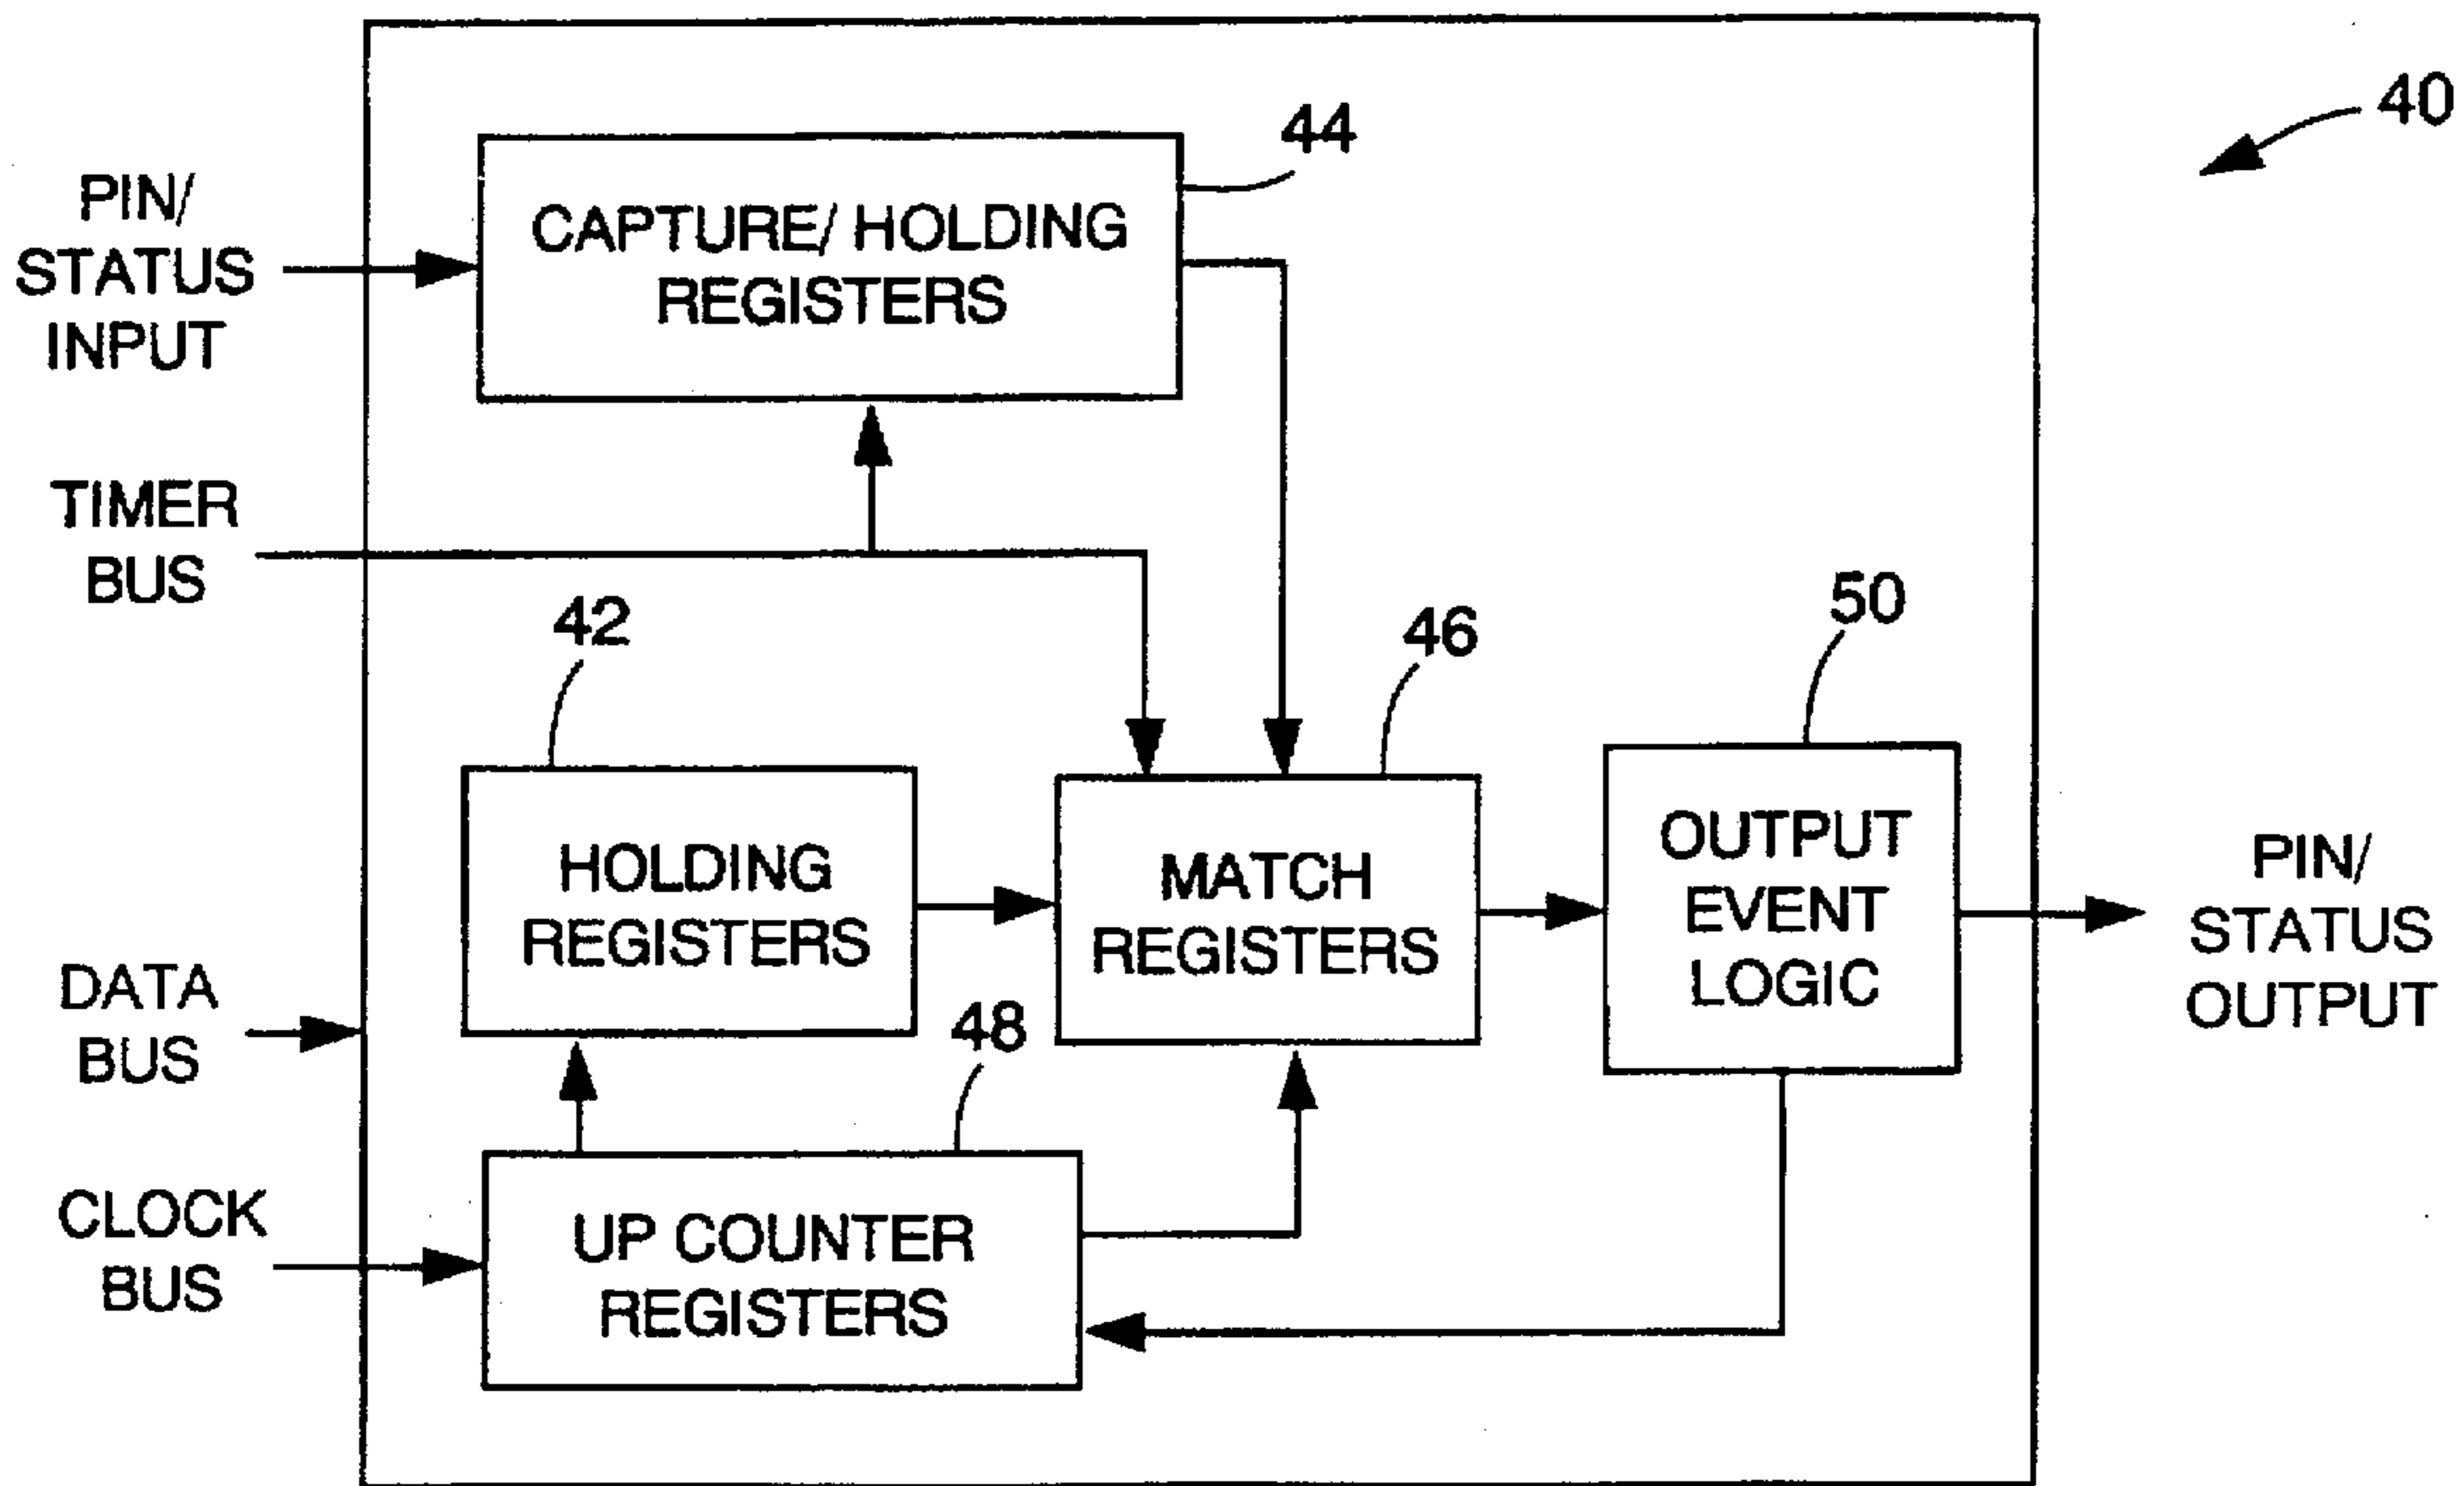 40
44
PIN/
STATUS
INPUT
CAPTURE/ HOLDING
REGISTERS
TIMER
BUS
42
46
50
HOLDING
REGISTERS
MATCH
REGISTERS
OUTPUT
EVENT
LOGIC
PIN/
STATUS
OUTPUT
DATA
BUS
48
CLOCK
BUS
UP COUNTER
REGISTERS